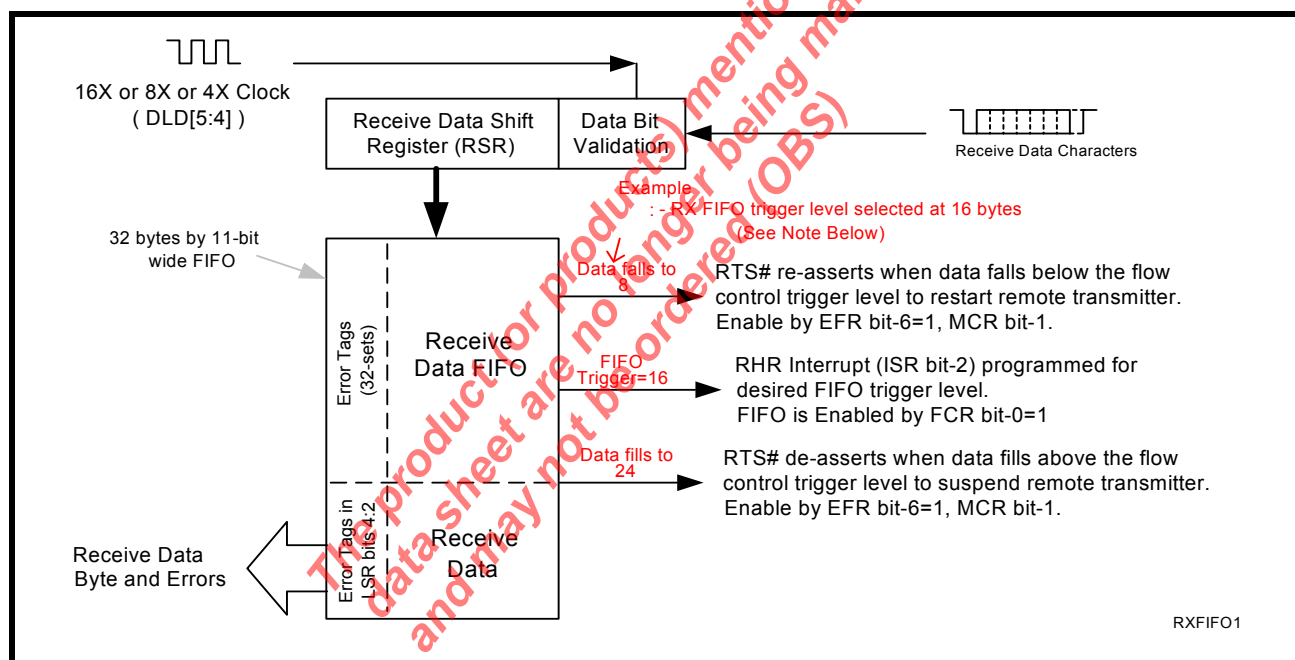 16X or 8X or 4X Clock
( DLD[5:4] )
Receive Data Shift
Register (RSR)
Data Bit
Validation
Receive Data Characters
Example
: - RX FIFO trigger level selected at 16 bytes
(See Note Below)
32 bytes by 11-bit
wide FIFO
Data falls to
8
RTS# re-asserts when data falls below the flow
control trigger level to restart remote transmitter.
Enable by EFR bit-6=1, MCR bit-1.
Error Tags
(32-sets)
Receive
Data FIFO
FIFO
Trigger=16
RHR Interrupt (ISR bit-2) programmed for
desired FIFO trigger level.
FIFO is Enabled by FCR bit-0=1
Data fills to
24
RTS# de-asserts when data fills above the flow
control trigger level to suspend remote transmitter.
Enable by EFR bit-6=1, MCR bit-1.
Error Tags in
LSR bits 4:2
Receive
Data
Receive Data
Byte and Errors
RXFIFO1
The product (or products)
data sheet are no longer being
and may not be ordered (OBS)